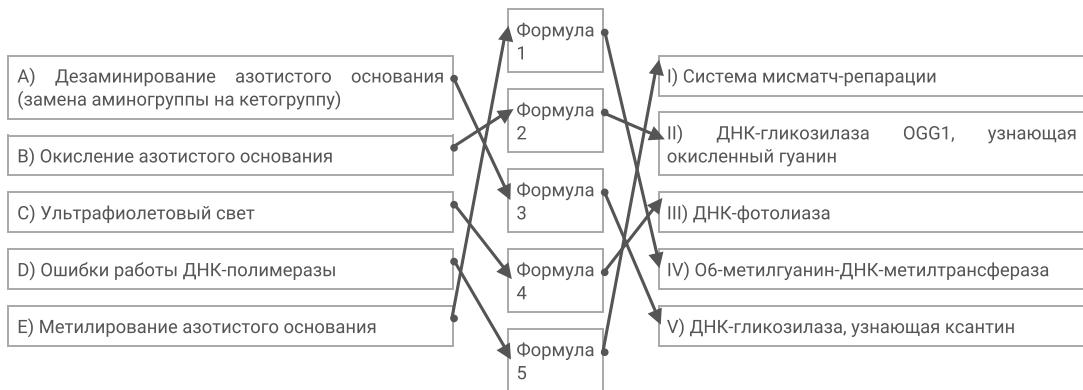 A) Дезаминирование азотистого основания
(замена аминогруппы на кетогруппу)
B) Окисление азотистого основания
C) Ультрафиолетовый свет
D) Ошибки работы ДНК-полимеразы
E) Метилирование азотистого основания
Формула
1
Формула
2
Формула
3
Формула
4
Формула
5
I) Система мисматч-репарации
II) ДНК-гликозилаза OGG1, узнающая
окисленный гуанин
III) ДНК-фотолиаза
IV) О6-метилгуанин-ДНК-метилтрансфераза
V) ДНК-гликозилаза, узнающая ксантин